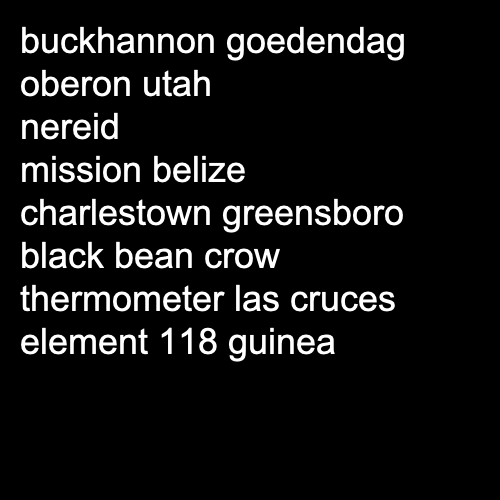 buckhannon goedendag
oberon utah
nereid
mission belize
charlestown greensboro
black bean crow
thermometer las cruces
element 118 guinea